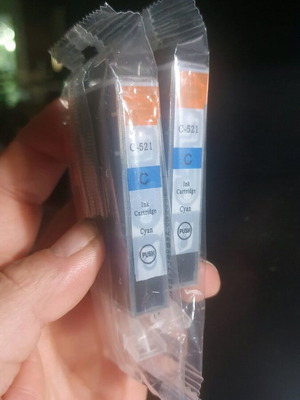 C-521
C
Ink
Cartridge
Cyan
PUSH
C-521
C
Ink
Cartridge
Cyan
PUSH